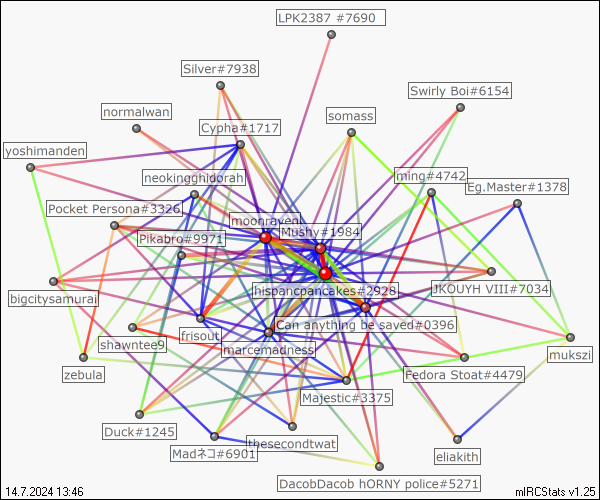 LPK2387 #7690
Silver#7938
Swirly Boi#6154
normalwan
somass
Cypha#1717
yoshimanden
ming#4742
neokingghidorah
Eg.Master#1378
Pocket Persona#3326
moonraven
Mushy#1984
Pikabro#9971
hispancpancakes#2928
JKOUYH VIII#7034
bigcitysamurai
Can anything be saved#0396
frisout
shawntee9
marcemadness
mukszi
zebula
Fedora Stoat#4479
Majestic#3375
Duck#1245
thesecondtwat
Madネコ#6901
eliakith
DacobDacob hORNY police#5271
14.7.2024 13:46
mIRCStats v1.25